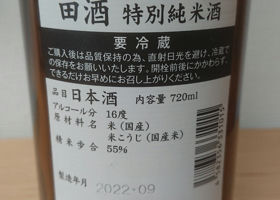 田酒 特別純米酒
要冷蔵
ご購入後は品質保持の為、直射日光を避け、冷蔵で
の保存をお願いします。開栓前後にかかわらず、
できるだけお早めにお召し上がりください。
品目 日本酒 内容量 720ml
アルコール分 16度
原材料名 米(国産)
米こうじ(国産米)
精米歩合 55%
製造年月 2022.09